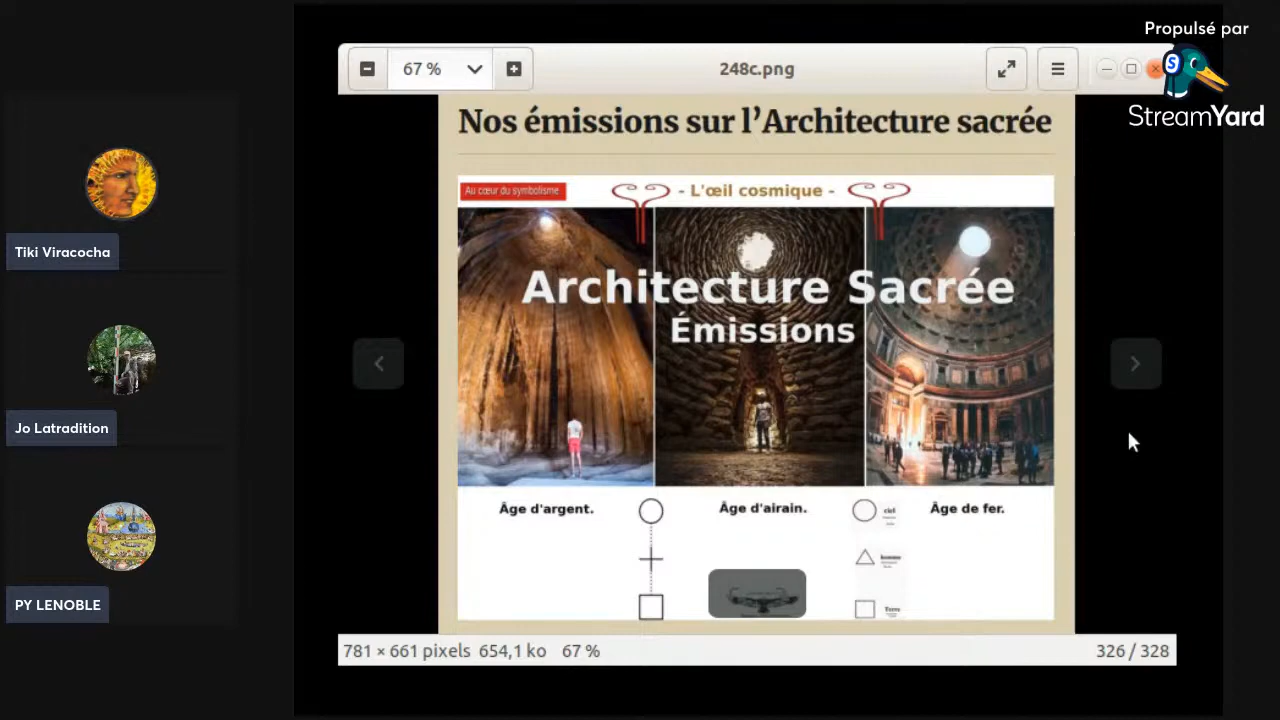 Propulsé par
StreamYard
67 %
248c.png
Nos émissions sur l'Architecture sacrée
Au cœur du symbolisme
- L'œil cosmique -
Architecture Sacrée
Émissions
Âge d'argent.
Âge d'airain.
ciel
Âge de fer.
homme
Terre
Tiki Viracocha
Jo Latradition
PY LENOBLE
781 × 661 pixels 654,1 ko 67 %
326 / 328